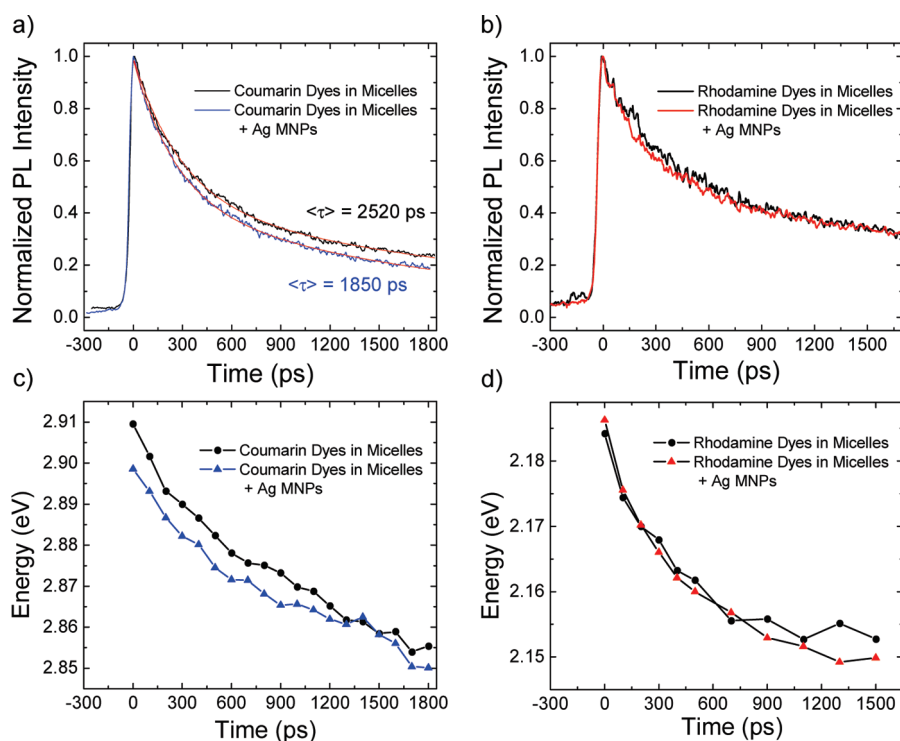 a)
Normalized PL Intensity
1.0
0.8
0.6
0.4
0.2
0.0
Coumarin Dyes in Micelles
Coumarin Dyes in Micelles
+ Ag MNPs
<τ> = 2520 ps
<τ> = 1850 ps
-300 0 300 600 900 1200 1500 1800
Time (ps)
b)
Normalized PL Intensity
1.0
0.8
0.6
0.4
0.2
0.0
Rhodamine Dyes in Micelles
Rhodamine Dyes in Micelles
+ Ag MNPs
-300 0 300 600 900 1200 1500
Time (ps)
c)
Energy (eV)
2.91
2.90
2.89
2.88
2.87
2.86
2.85
Coumarin Dyes in Micelles
Coumarin Dyes in Micelles
+ Ag MNPs
-300 0 300 600 900 1200 1500 1800
Time (ps)
d)
Energy (eV)
2.18
2.17
2.16
2.15
Rhodamine Dyes in Micelles
Rhodamine Dyes in Micelles
+ Ag MNPs
-300 0 300 600 900 1200 1500
Time (ps)